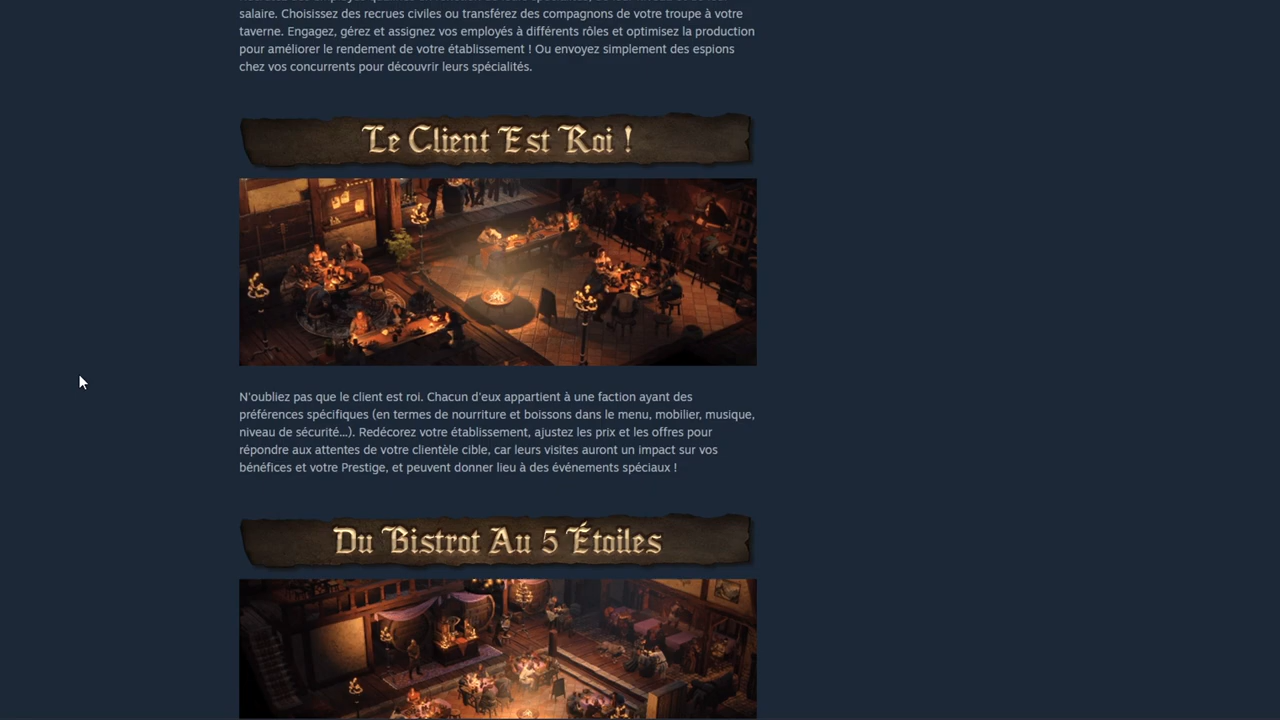 salaire. Choisissez des recrues civiles ou transférez des compagnons de votre troupe à votre
taverne. Engagez, gérez et assignez vos employés à différents rôles et optimisez la production
pour améliorer le rendement de votre établissement ! Ou envoyez simplement des espions
chez vos concurrents pour découvrir leurs spécialités.
Le Client Est Roi !
N'oubliez pas que le client est roi. Chacun d'eux appartient à une faction ayant des
préférences spécifiques (en termes de nourriture et boissons dans le menu, mobilier, musique,
niveau de sécurité...). Redécorez votre établissement, ajustez les prix et les offres pour
répondre aux attentes de votre clientèle cible, car leurs visites auront un impact sur vos
bénéfices et votre Prestige, et peuvent donner lieu à des événements spéciaux !
Du Bistrot Au 5 Étoiles